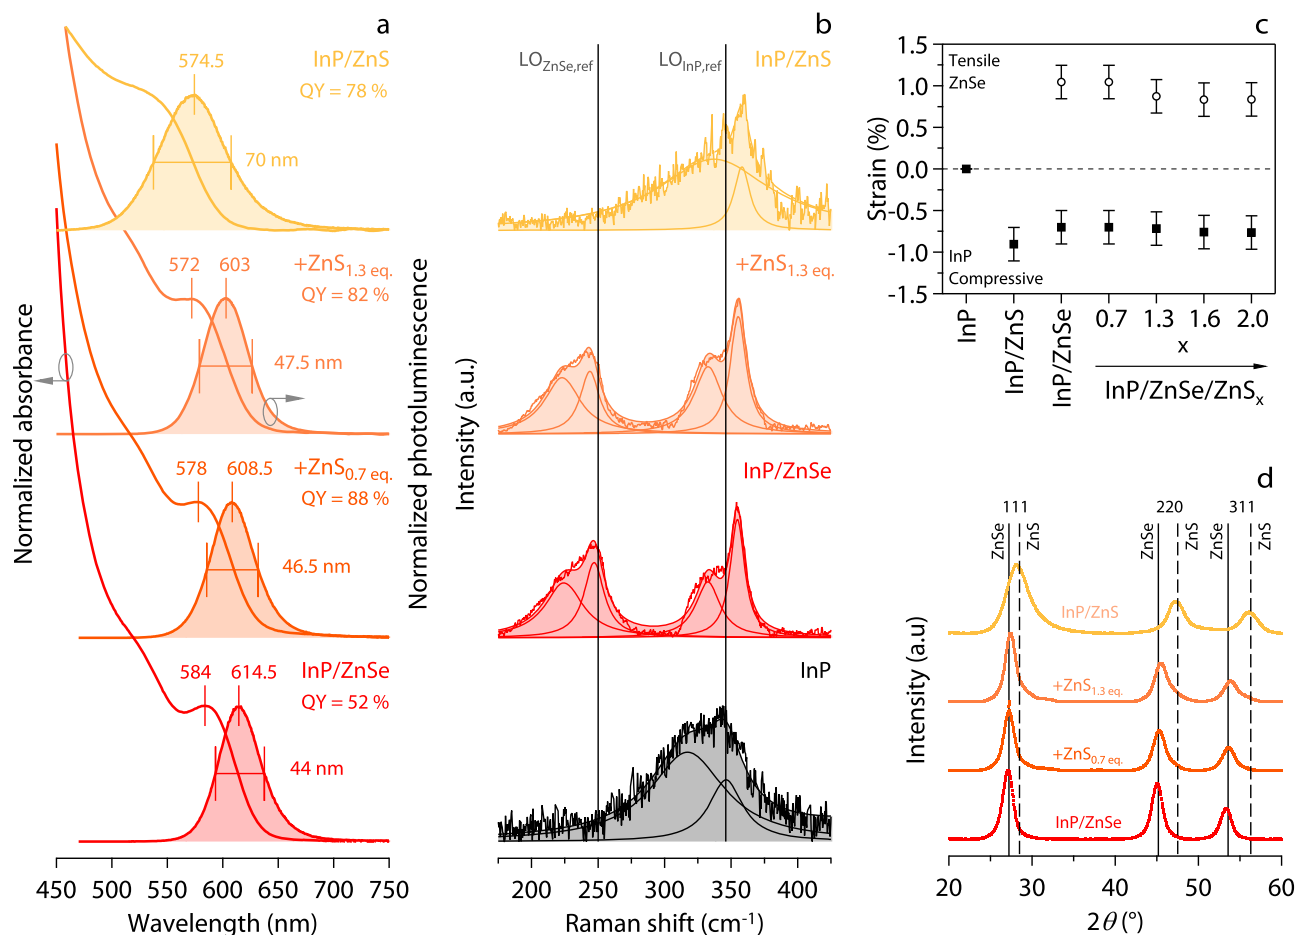 a
InP/ZnS
QY = 78 %
574.5
70 nm
+ZnS1.3 eq.
QY = 82 %
572
603
47.5 nm
+ZnS0.7 eq.
QY = 88 %
578
608.5
46.5 nm
InP/ZnSe
QY = 52 %
584
614.5
44 nm
Normalized absorbance
Normalized photoluminescence
450
500
550
600
650
700
750
Wavelength (nm)
b
LOZnSe,ref
LOInP,ref
InP/ZnS
+ZnS1.3 eq.
InP/ZnSe
InP
Intensity (a.u.)
200
250
300
350
400
Raman shift (cm-1)
c
1.5
1.0
0.5
0.0
-0.5
-1.0
-1.5
Strain (%)
Tensile
ZnSe
InP
Compressive
InP
InP/ZnS
InP/ZnSe
0.7
1.3
1.6
2.0
x
InP/ZnSe/ZnSx
d
111
220
311
ZnSe
ZnS
ZnSe
ZnS
ZnSe
ZnS
InP/ZnS
+ZnS1.3 eq.
+ZnS0.7 eq.
InP/ZnSe
Intensity (a.u)
20
30
40
50
60
2θ (°)